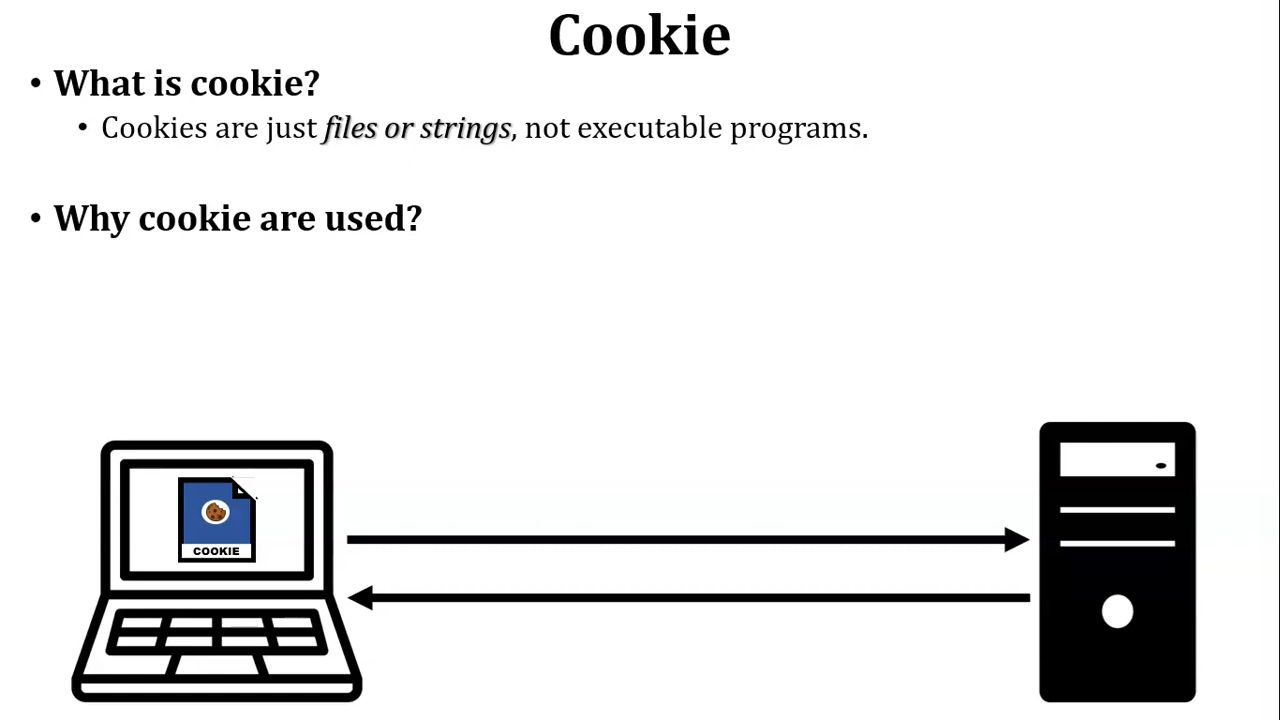 Cookie
• What is cookie?
• Cookies are just files or strings, not executable programs.
• Why cookie are used?
COOKIE